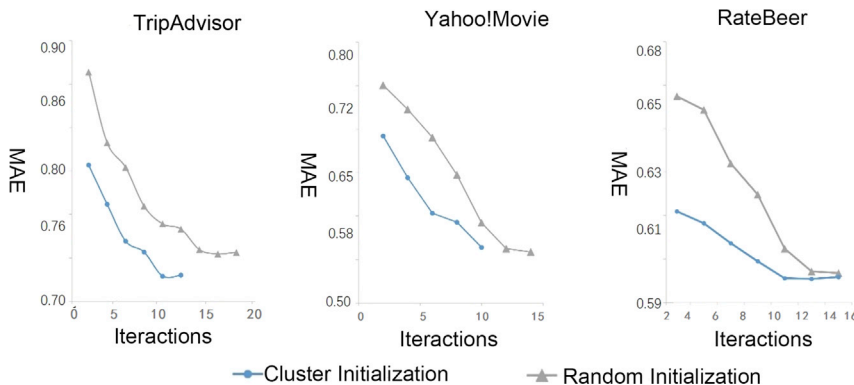 TripAdvisor
0.90
0.86
0.80
0.76
0.70
MAE
0 5 10 15 20
Iteractions
Yahoo!Movie
0.80
0.72
0.65
0.58
0.50
MAE
0 5 10 15
Iteractions
RateBeer
0.68
0.65
0.63
0.61
0.59
MAE
2 3 4 6 8 10 12 14 16
Iteractions
Cluster Initialization Random Initialization